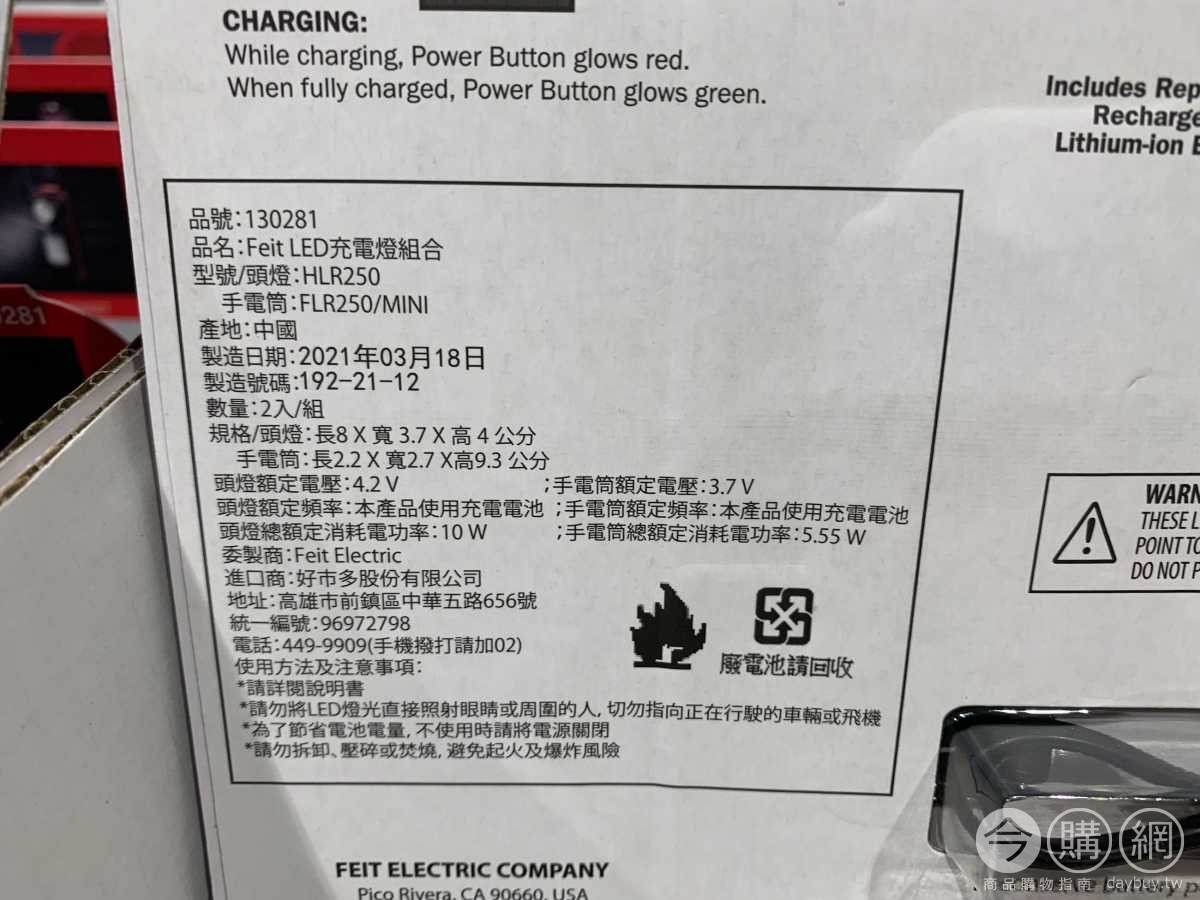 CHARGING:
While charging, Power Button glows red.
When fully charged, Power Button glows green.
Includes
Lithium-ion
281
品號:130281
品名:Feit LED充電燈組合
型號/頭燈:HLR250
手電筒:FLR250/MINI
產地:中國
製造日期:2021年03月18日
製造號碼:192-21-12
數量:2入/組
規格/頭燈:長8 X 寬 3.7 X 高 4 公分
手電筒:長2.2 X 寬2.7 X高9.3 公分
頭燈額定電壓:4.2 V ;手電筒額定電壓:3.7 V
頭燈額定頻率:本產品使用充電電池 ;手電筒額定頻率:本產品使用充電電池
頭燈總額定消耗電功率:10 W ;手電筒總額定消耗電功率:5.55 W
委製商:Feit Electric
進口商:好市多股份有限公司
地址:高雄市前鎮區中華五路656號
統一編號:96972798
電話:449-9909(手機撥打請加02)
使用方法及注意事項:
*請詳閱說明書
*請勿將LED燈光直接照射眼睛或周圍的人, 切勿指向正在行駛的車輛或飛機
*為了節省電池電量, 不使用時請將電源關閉
*請勿拆卸、壓碎或焚燒, 避免起火及爆炸風險
廢電池請回收
THESE
POINT TO
DO NOT
FEIT ELECTRIC COMPANY
Pico Rivera, CA 90660, USA
今購網
商品購物指南 daybuy.tw
battery